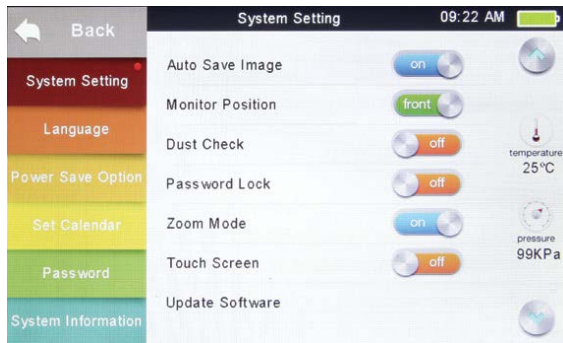 Back
System Setting
09:22 AM
System Setting
Language
Power Save Option
Set Calendar
Password
System Information
Auto Save Image
on
Monitor Position
front
Dust Check
off
Password Lock
off
Zoom Mode
on
Touch Screen
off
Update Software
temperature
25°C
pressure
99KPa